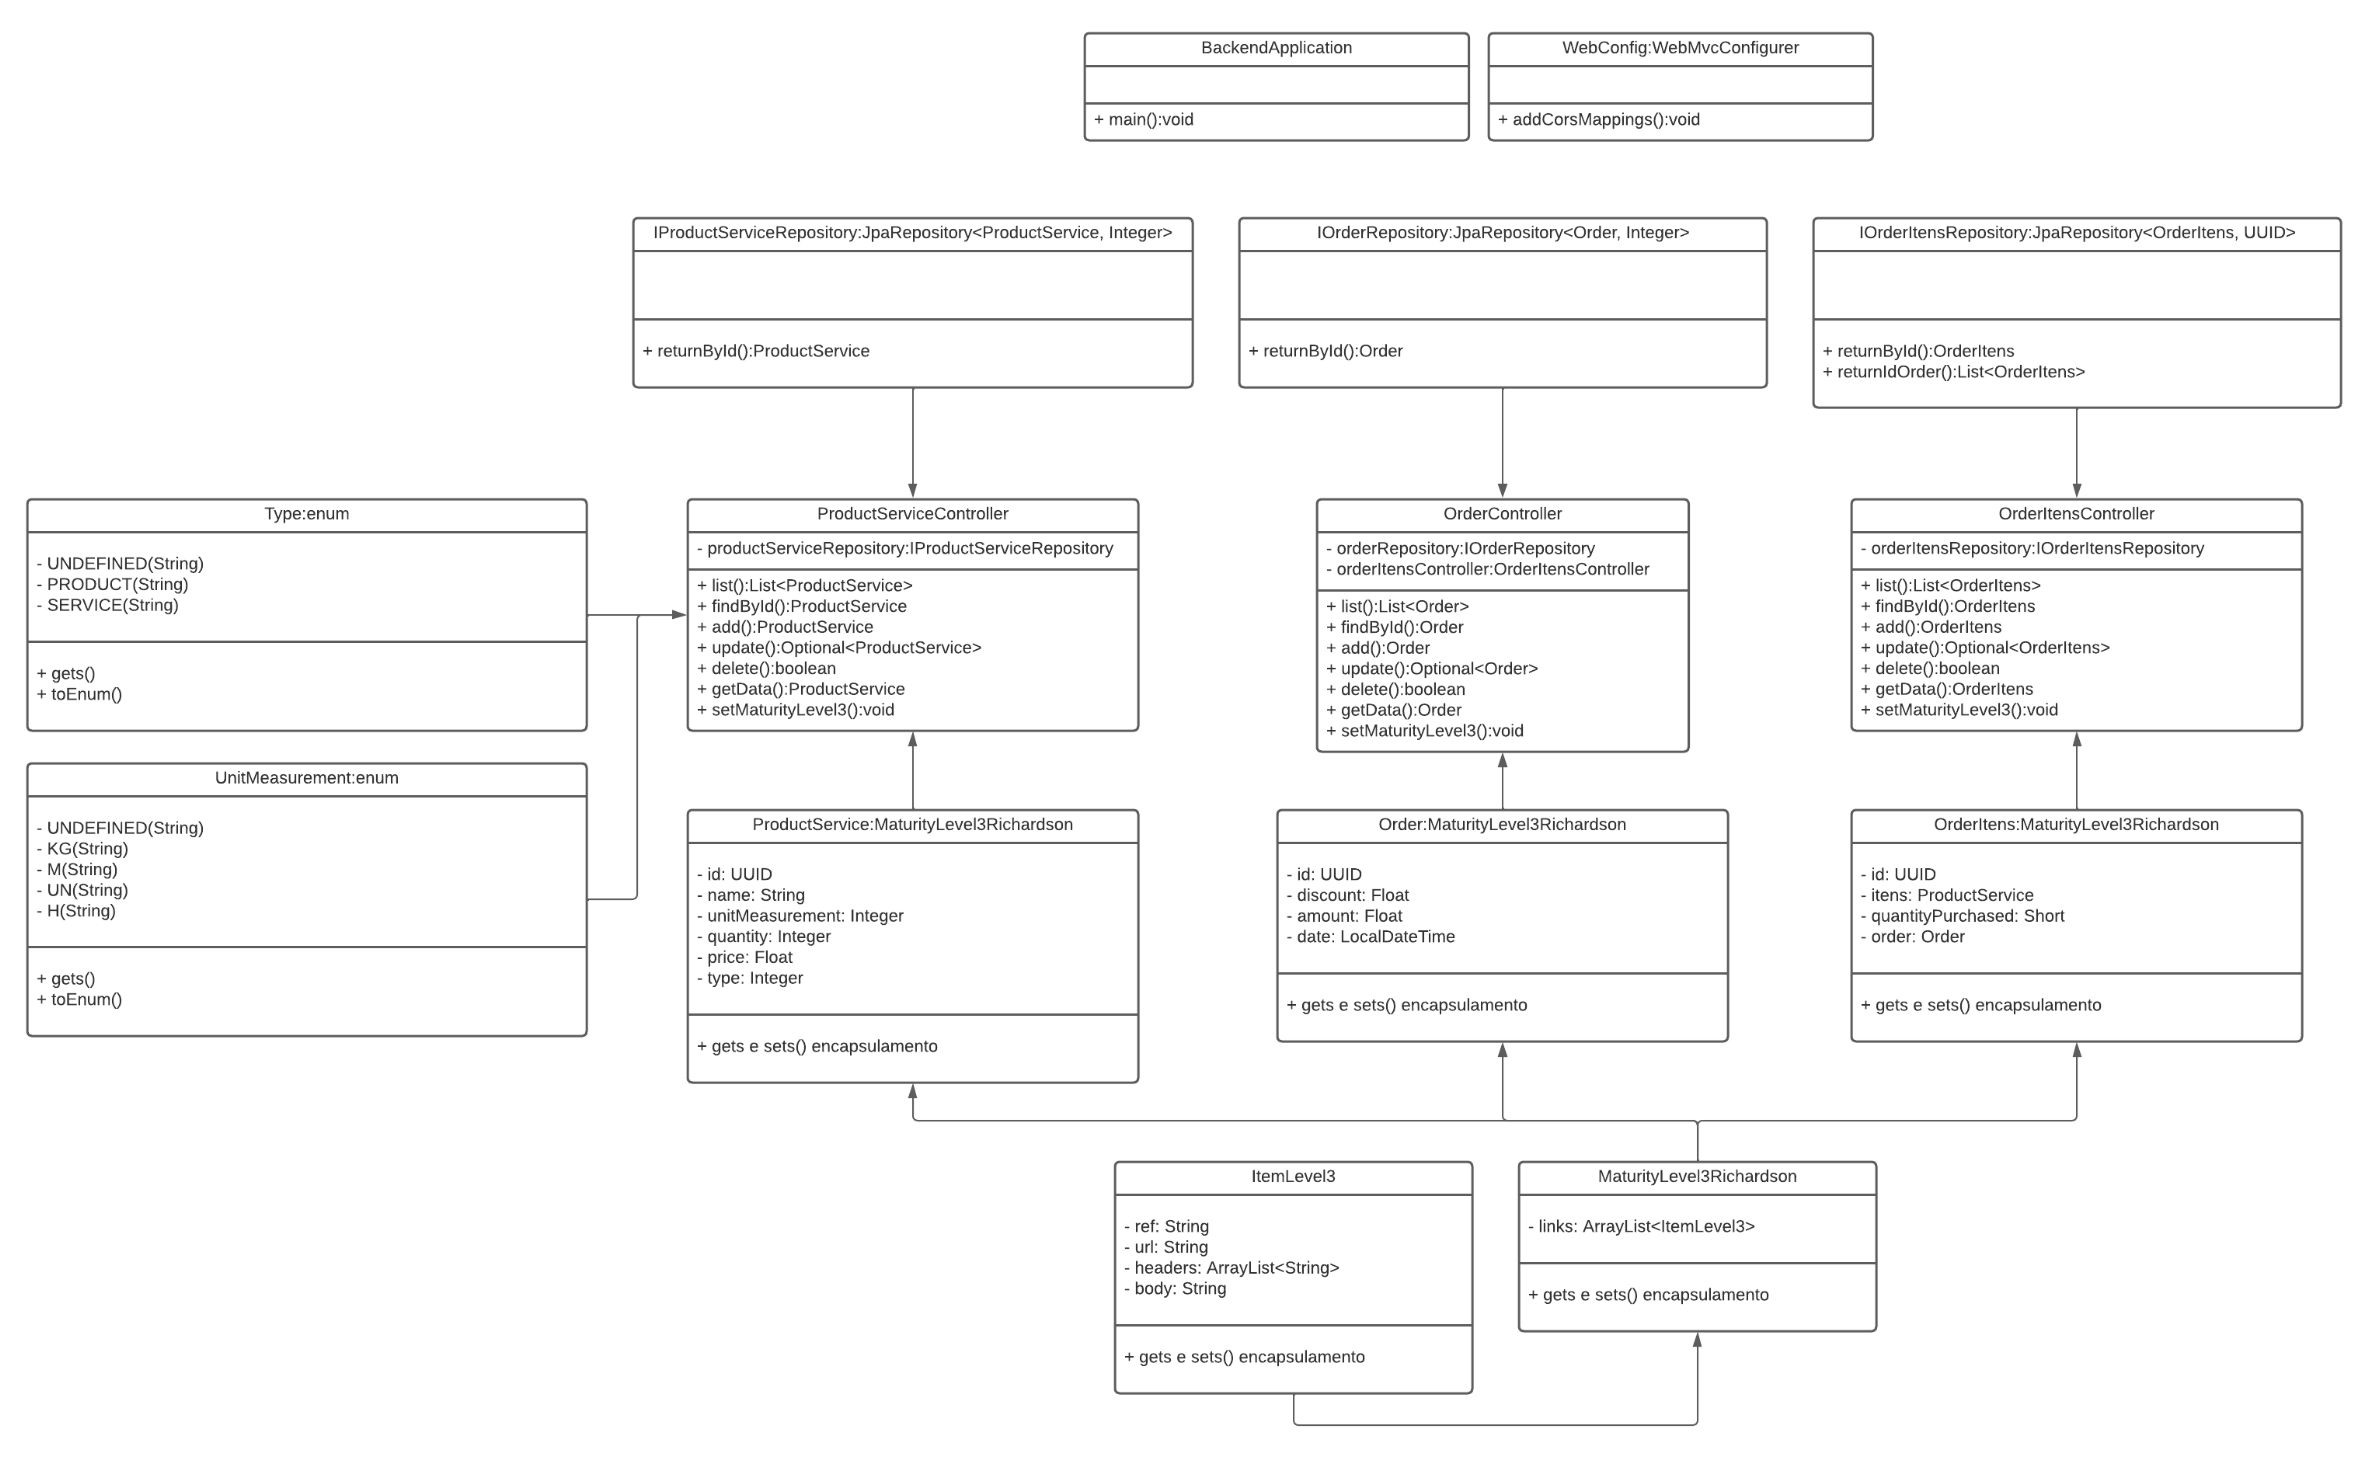 BackendApplication
+ main():void
WebConfig:WebMvcConfigurer
+ addCorsMappings():void
IProductServiceRepository:JpaRepository<ProductService, Integer>
+ returnById():ProductService
IOrderRepository:JpaRepository<Order, Integer>
+ returnById():Order
IOrderItensRepository:JpaRepository<OrderItens, UUID>
+ returnById():OrderItens
+ returnIdOrder():List<OrderItens>
Type:enum
- UNDEFINED(String)
- PRODUCT(String)
- SERVICE(String)
+ gets()
+ toEnum()
ProductServiceController
- productServiceRepository:IProductServiceRepository
+ list():List<ProductService>
+ findById():ProductService
+ add():ProductService
+ update():Optional<ProductService>
+ delete():boolean
+ getData():ProductService
+ setMaturityLevel3():void
OrderController
- orderRepository:IOrderRepository
- orderItensController:OrderItensController
+ list():List<Order>
+ findById():Order
+ add():Order
+ update():Optional<Order>
+ delete():boolean
+ getData():Order
+ setMaturityLevel3():void
OrderItensController
- orderItensRepository:IOrderItensRepository
+ list():List<OrderItens>
+ findById():OrderItens
+ add():OrderItens
+ update():Optional<OrderItens>
+ delete():boolean
+ getData():OrderItens
+ setMaturityLevel3():void
UnitMeasurement:enum
- UNDEFINED(String)
- KG(String)
- M(String)
- UN(String)
- H(String)
+ gets()
+ toEnum()
ProductService:MaturityLevel3Richardson
- id: UUID
- name: String
- unitMeasurement: Integer
- quantity: Integer
- price: Float
- type: Integer
+ gets e sets() encapsulamento
Order:MaturityLevel3Richardson
- id: UUID
- discount: Float
- amount: Float
- date: LocalDateTime
+ gets e sets() encapsulamento
OrderItens:MaturityLevel3Richardson
- id: UUID
- itens: ProductService
- quantityPurchased: Short
- order: Order
+ gets e sets() encapsulamento
ItemLevel3
- ref: String
- url: String
- headers: ArrayList<String>
- body: String
+ gets e sets() encapsulamento
MaturityLevel3Richardson
- links: ArrayList<ItemLevel3>
+ gets e sets() encapsulamento